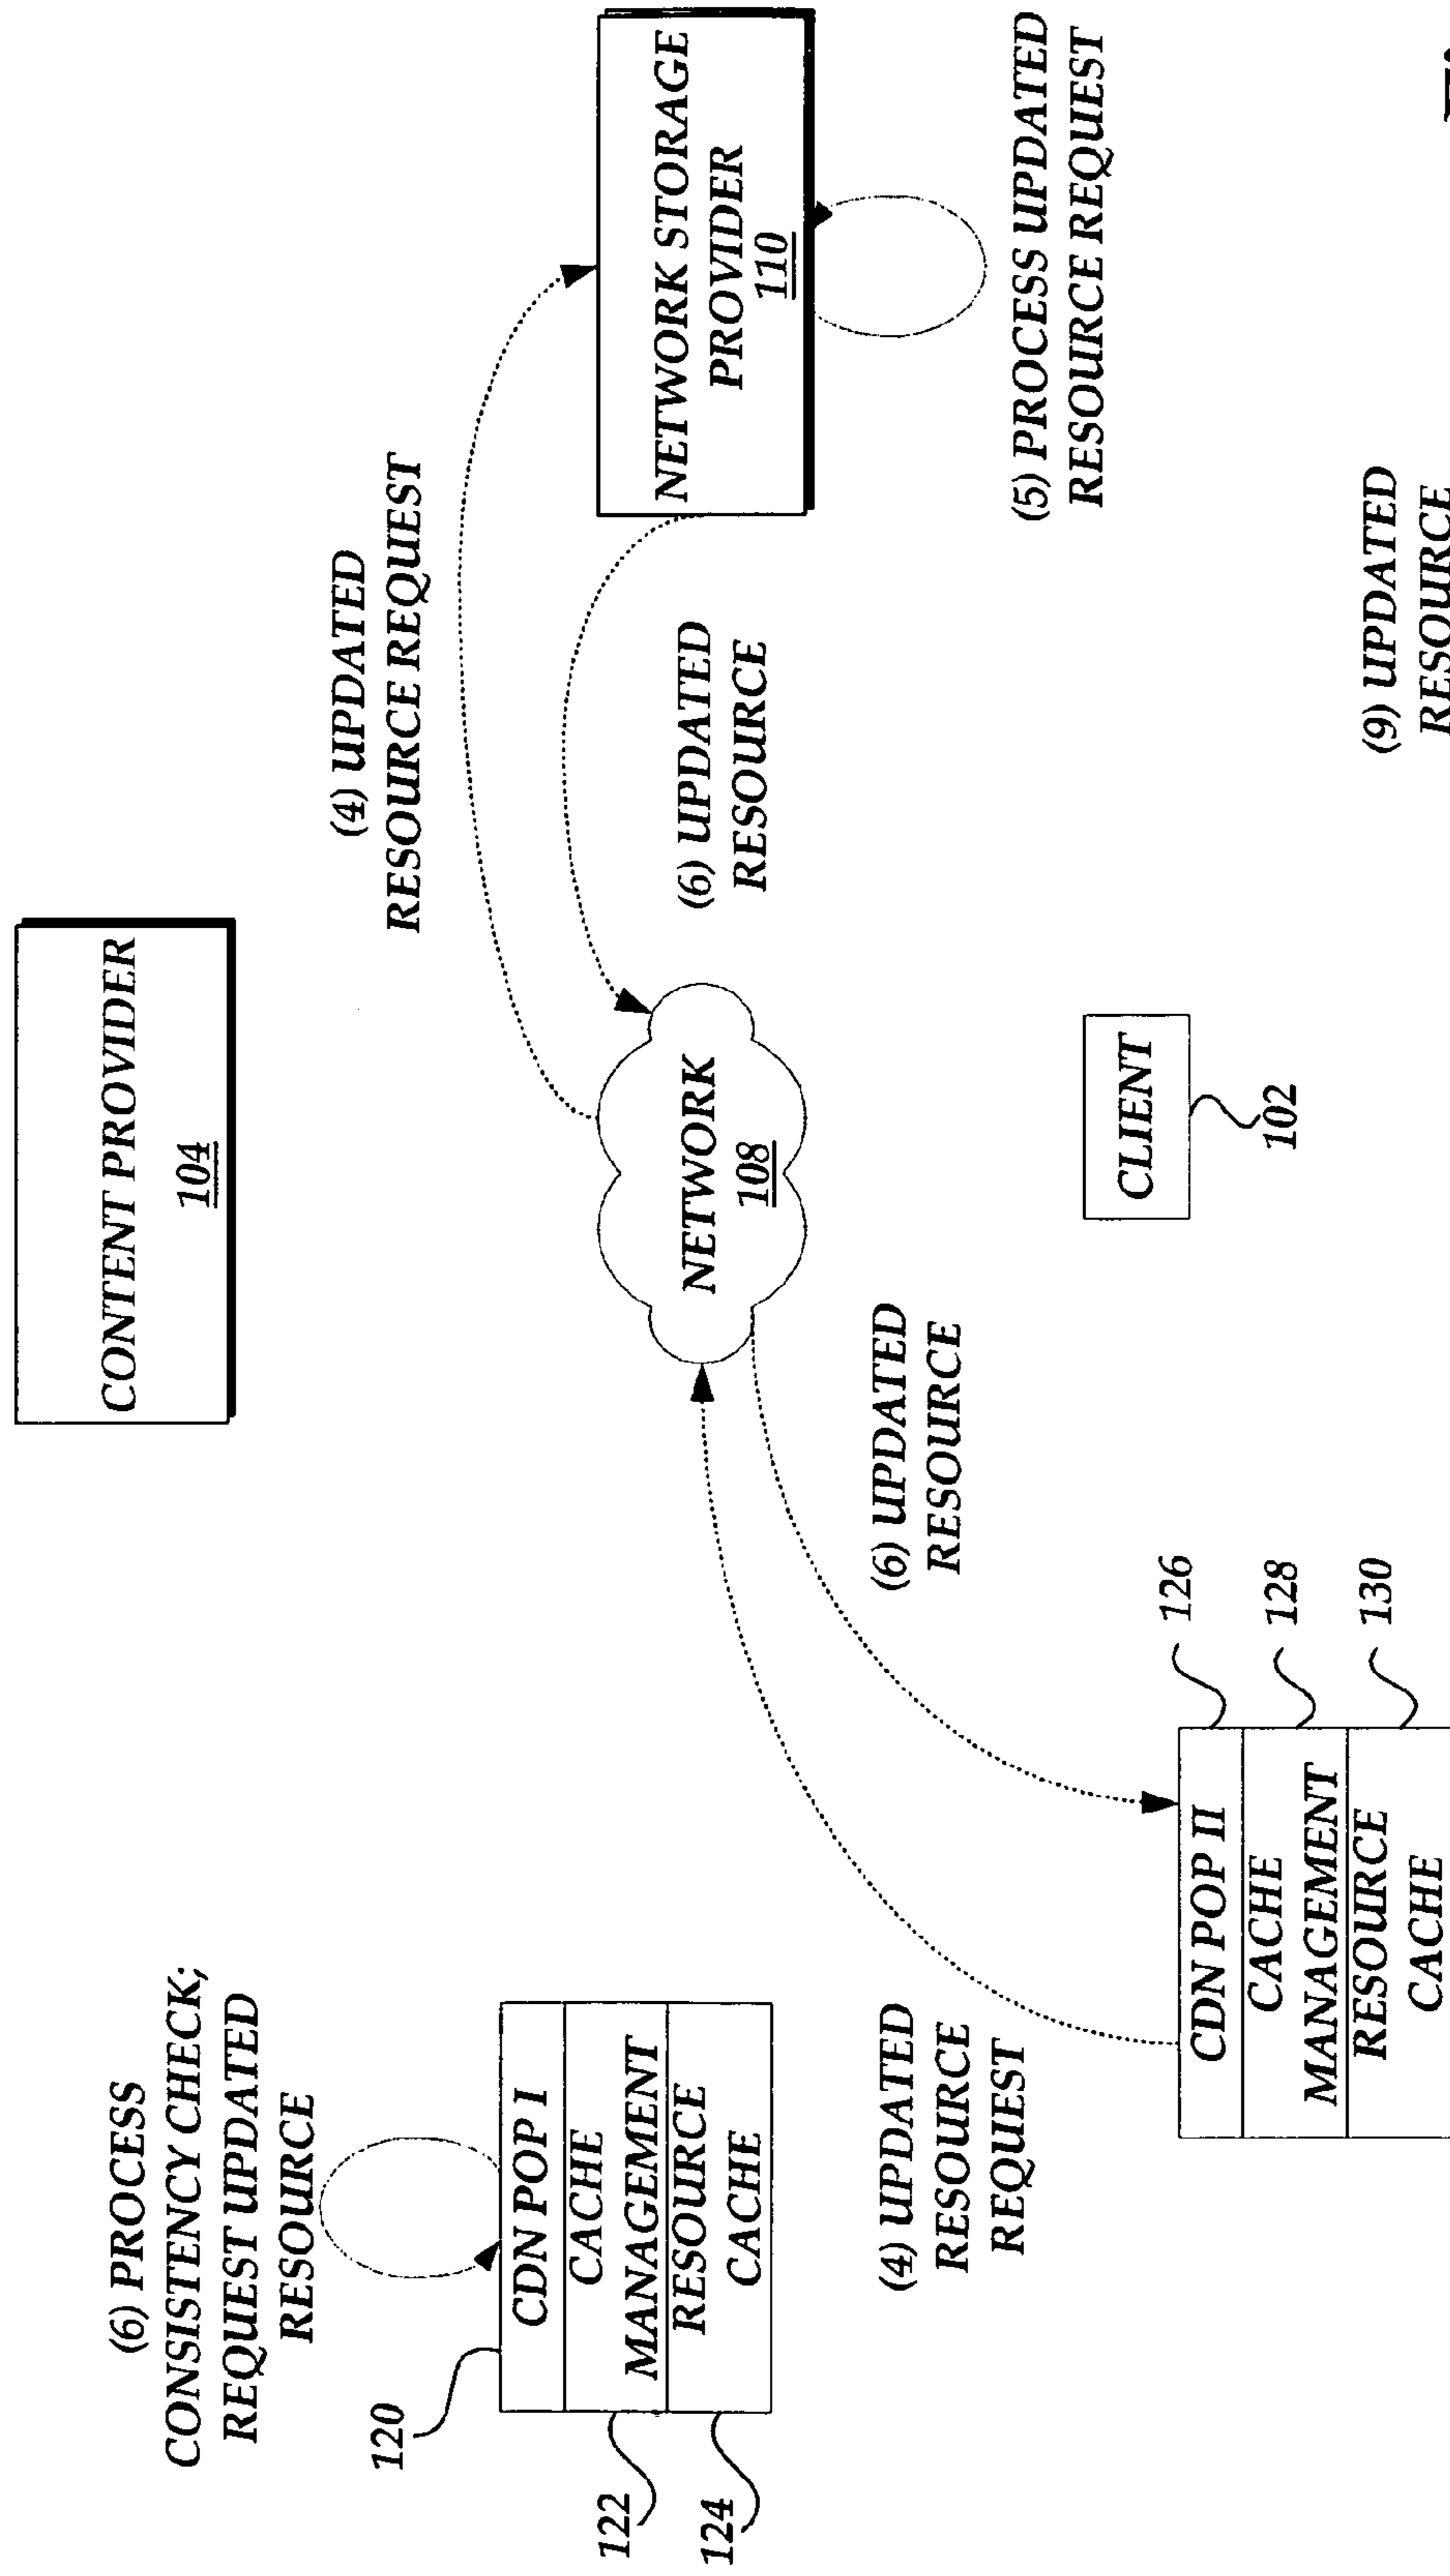 CONTENT PROVIDER
104
(4) UPDATED
RESOURCE REQUEST
(6) PROCESS
CONSISTENCY CHECK;
REQUEST UPDATED
RESOURCE
120
CDN POP I
CACHE
MANAGEMENT
RESOURCE
CACHE
122
124
NETWORK
108
(6) UPDATED
RESOURCE
NETWORK STORAGE
PROVIDER
110
(5) PROCESS UPDATED
RESOURCE REQUEST
(4) UPDATED
RESOURCE
REQUEST
(6) UPDATED
RESOURCE
CLIENT
102
CDN POP II
CACHE
MANAGEMENT
RESOURCE
CACHE
126
128
130
(9) UPDATED
RESOURCE